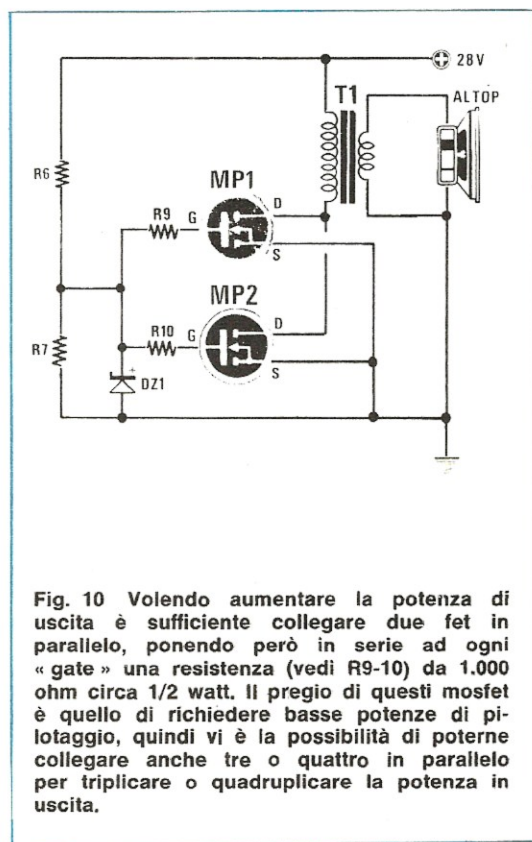 28 V
T1
ALTOP
R6
MP1
R9
G
D
S
MP2
R10
G
D
S
R7
+
DZ1
Fig. 10 Volendo aumentare la potenza di
uscita è sufficiente collegare due fet in
parallelo, ponendo però in serie ad ogni
« gate » una resistenza (vedi R9-10) da 1.000
ohm circa 1/2 watt. Il pregio di questi mosfet
è quello di richiedere basse potenze di pi-
lotaggio, quindi vi è la possibilità di poterne
collegare anche tre o quattro in parallelo
per triplicare o quadruplicare la potenza in
uscita.